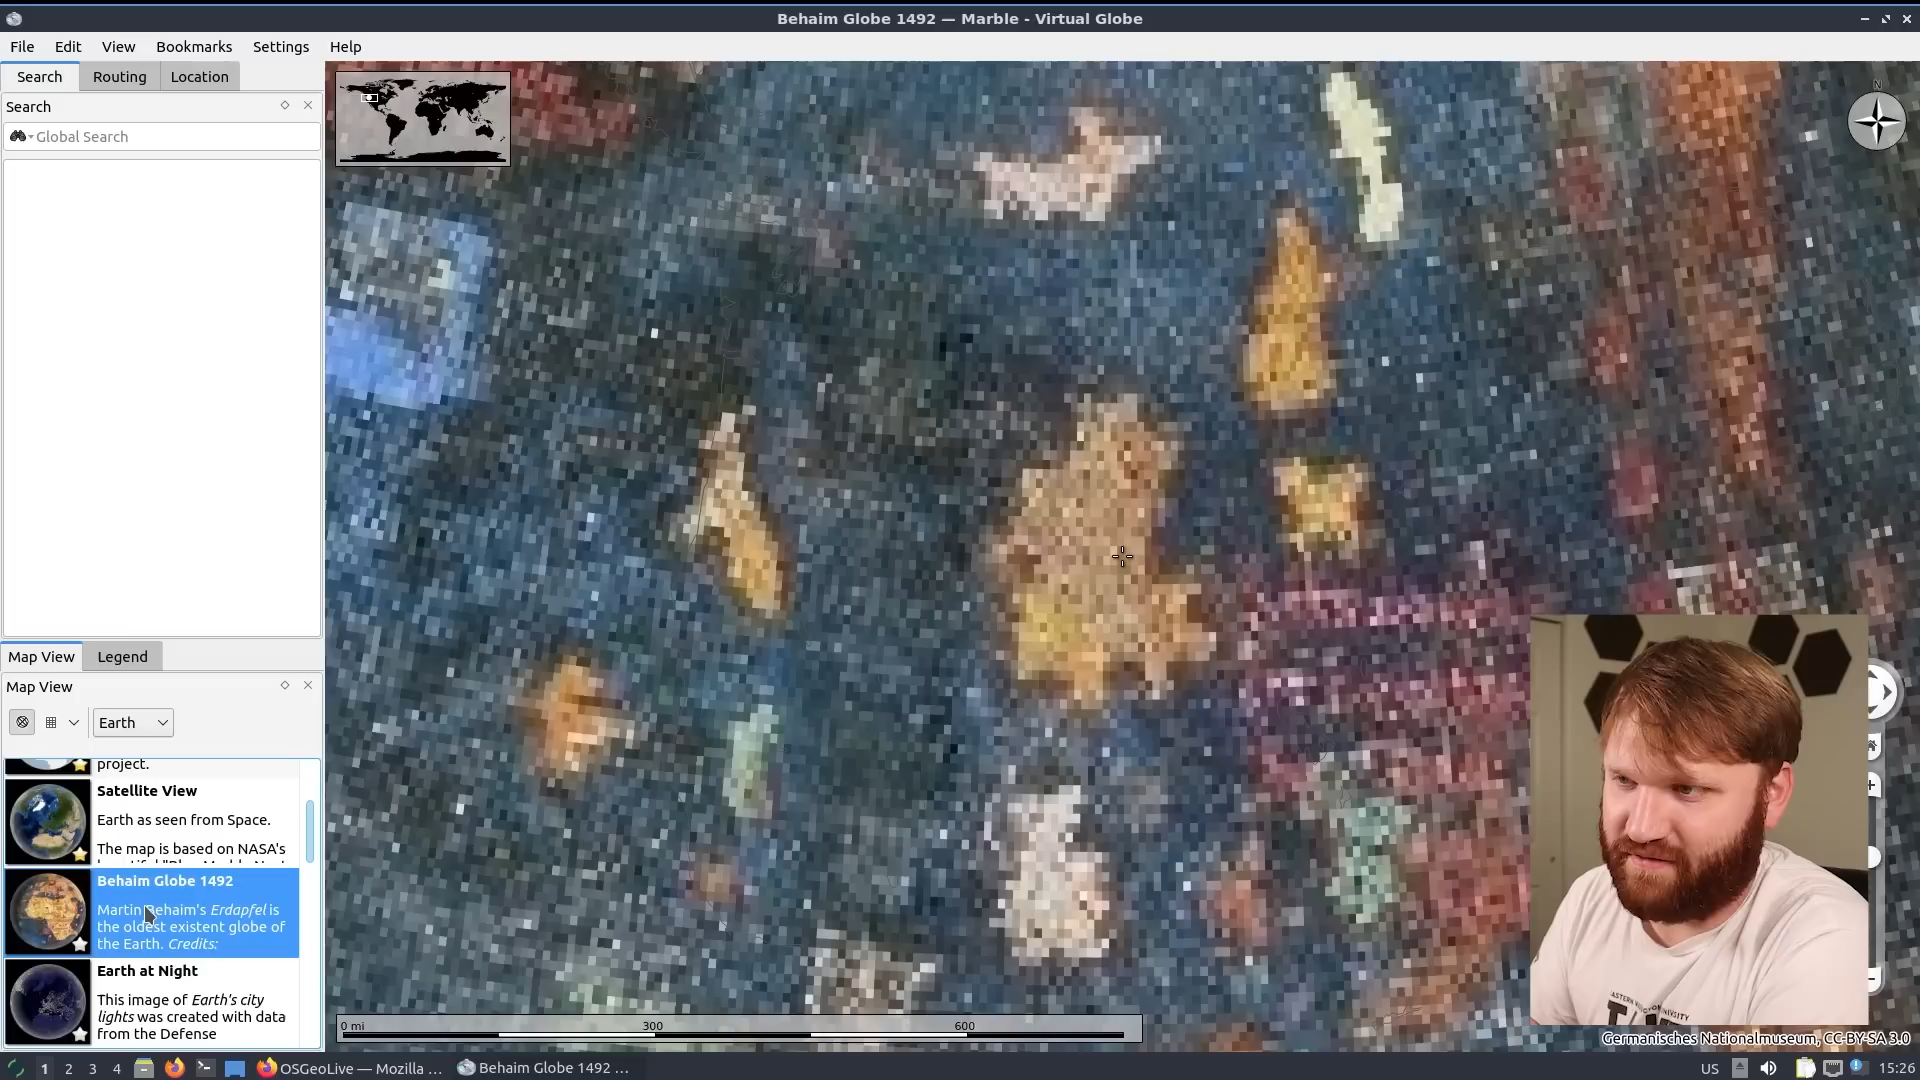 Behaim Globe 1492 — Marble - Virtual Globe
File Edit View Bookmarks Settings Help
Search Routing Location
Search
Global Search
N
Map View Legend
Map View
Earth
project.
Satellite View
Earth as seen from Space.
The map is based on NASA's
Behaim Globe 1492
Martin Behaim's Erdapfel is
the oldest existent globe of
the Earth. Credits:
Earth at Night
This image of Earth's city
lights was created with data
from the Defense
0 mi 300 600
Germanisches Nationalmuseum, CC-BY-SA 3.0
1 2 3 4 OSGeoLive — Mozilla ... Behaim Globe 1492 ... US 15:26